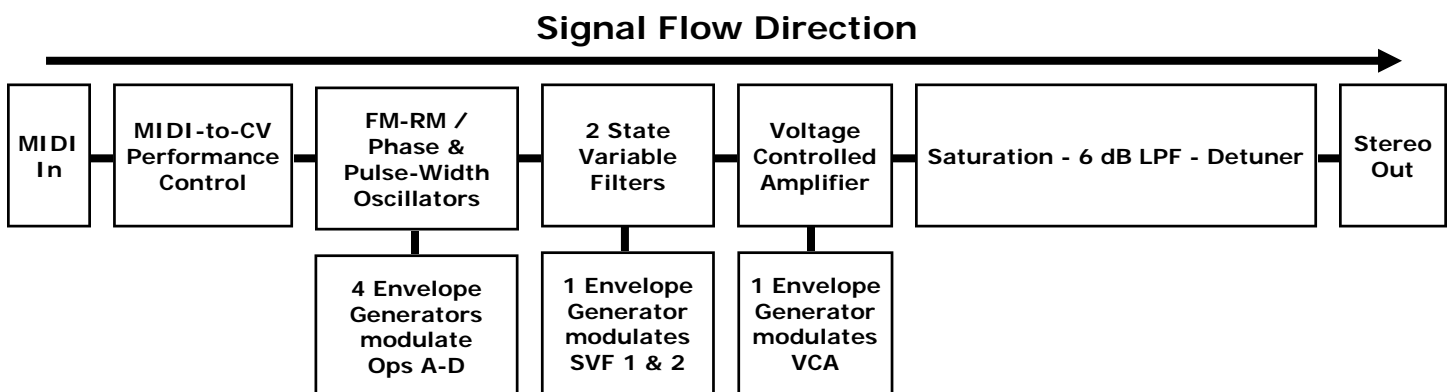 Signal Flow Direction
MIDI
In
MIDI-to-CV
Performance
Control
FM-RM /
Phase &
Pulse-Width
Oscillators
2 State
Variable
Filters
Voltage
Controlled
Amplifier
Saturation - 6 dB LPF - Detuner
Stereo
Out
4 Envelope
Generators
modulate
Ops A-D
1 Envelope
Generator
modulates
SVF 1 & 2
1 Envelope
Generator
modulates
VCA